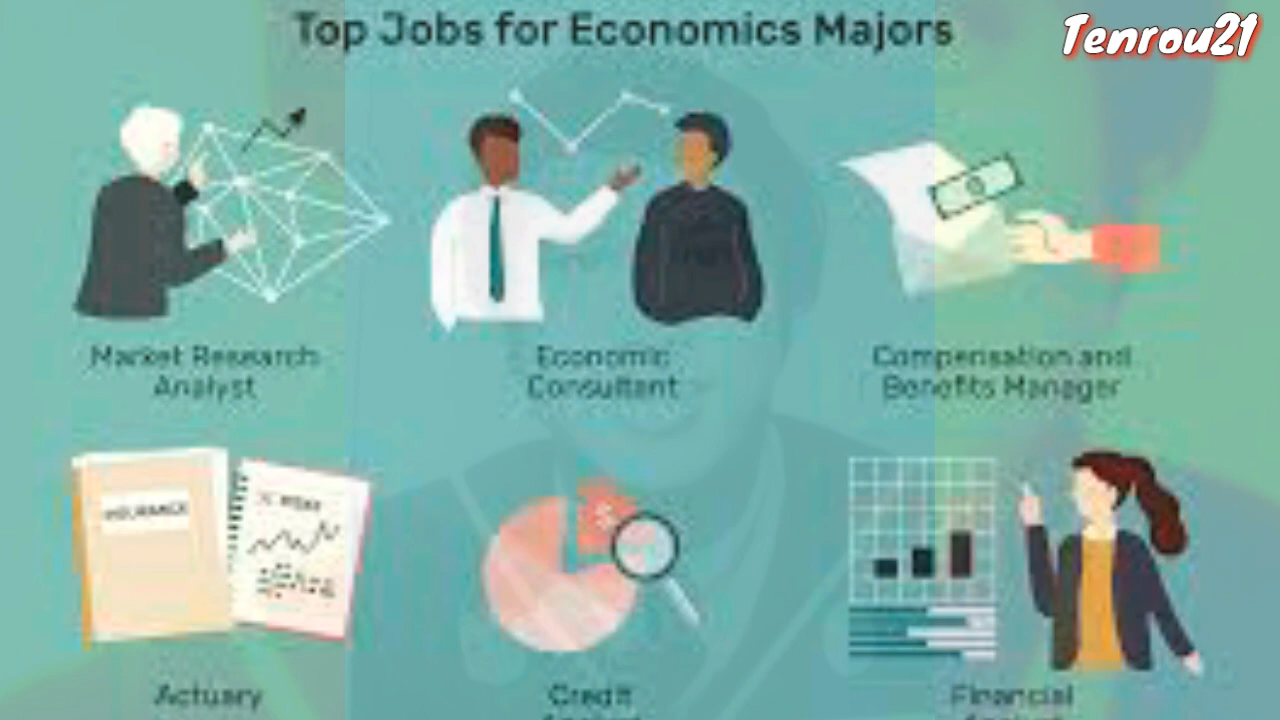 Top Jobs for Economics Majors
Tenrou21
Market Research
Analyst
Economic
Consultant
Compensation and
Benefits Manager
INSURANCE
Actuary
Credit
Financial